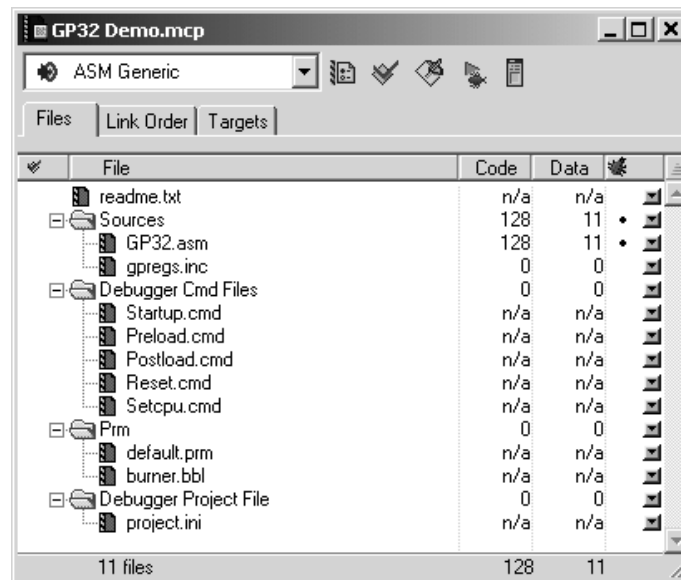 GP32 Demo.mcp
ASM Generic
Files Link Order Targets
File Code Data
readme.txt n/a n/a
Sources 128 11 •
GP32.asm 128 11 •
gpregs.inc 0 0
Debugger Cmd Files 0 0
Startup.cmd n/a n/a
Preload.cmd n/a n/a
Postload.cmd n/a n/a
Reset.cmd n/a n/a
Setcpu.cmd n/a n/a
Prm 0 0
default.prm n/a n/a
burner.bbl n/a n/a
Debugger Project File 0 0
project.ini n/a n/a
11 files 128 11